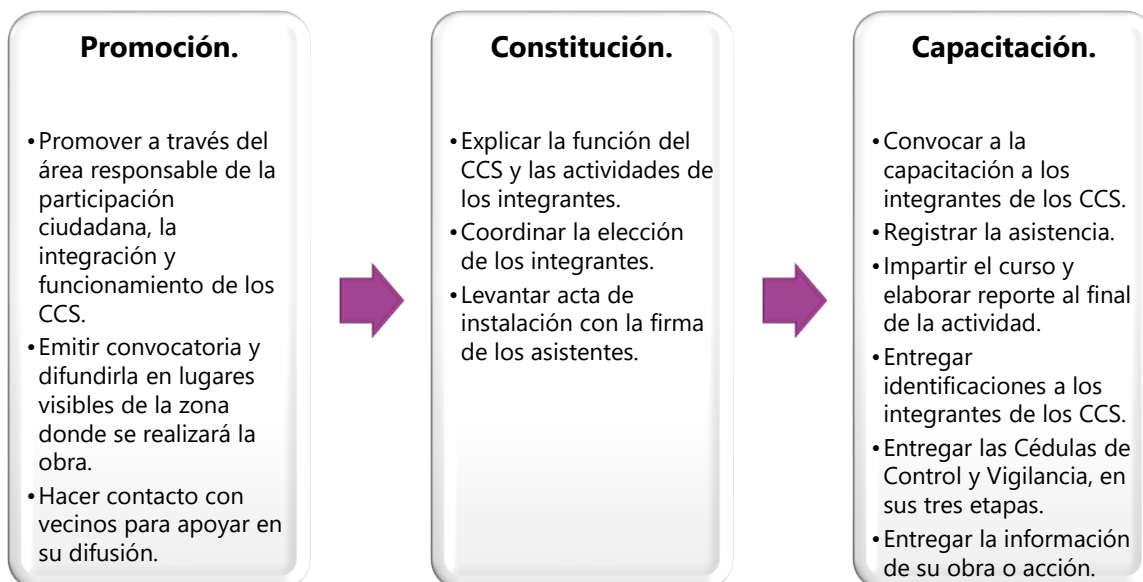 Promoción.
•Promover a través del
área responsable de la
participación
ciudadana, la
integración y
funcionamiento de los
CCS.
•Emitir convocatoria y
difundirla en lugares
visibles de la zona
donde se realizará la
obra.
•Hacer contacto con
vecinos para apoyar en
su difusión.
Constitución.
•Explicar la función del
CCS y las actividades de
los integrantes.
•Coordinar la elección
de los integrantes.
•Levantar acta de
instalación con la firma
de los asistentes.
Capacitación.
•Convocar a la
capacitación a los
integrantes de los CCS.
•Registrar la asistencia.
•Impartir el curso y
elaborar reporte al final
de la actividad.
•Entregar
identificaciones a los
integrantes de los CCS.
•Entregar las Cédulas de
Control y Vigilancia, en
sus tres etapas.
•Entregar la información
de su obra o acción.